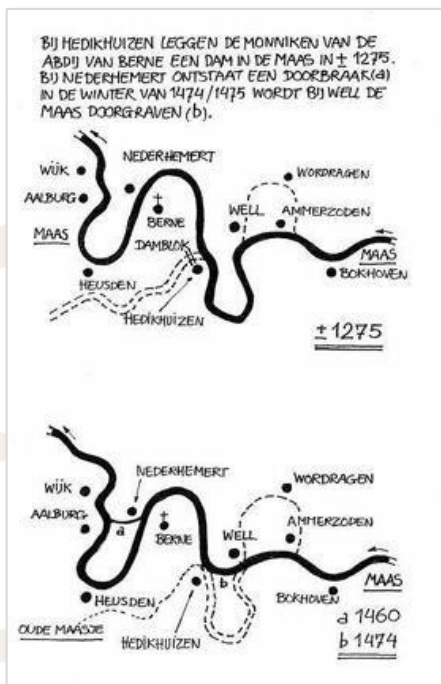 BIJ HEDIKHUIZEN LEGGEN DE MONNIKEN VAN DE
ABDIJ VAN BERNE EEN DAM IN DE MAAS IN ± 1275.
BIJ NEDERHEMERT ONTSTAAT EEN DOORBRAAK(a)
IN DE WINTER VAN 1474/1475 WORDT BIJ WELL DE
MAAS DOORGRAVEN (b).
NEDERHEMERT
WIJK
WORDRAGEN
AALBURG
BERNE
WELL
AMMERZODEN
MAAS
DAMBLOK
MAAS
HEUSDEN
BOKHOVEN
HEDIKHUIZEN
± 1275
NEDERHEMERT
WIJK
WORDRAGEN
AALBURG
a
BERNE
WELL
AMMERZODEN
b
MAAS
HEUSDEN
BOKHOVEN
OUDE MAASJE
HEDIKHUIZEN
a 1460
b 1474